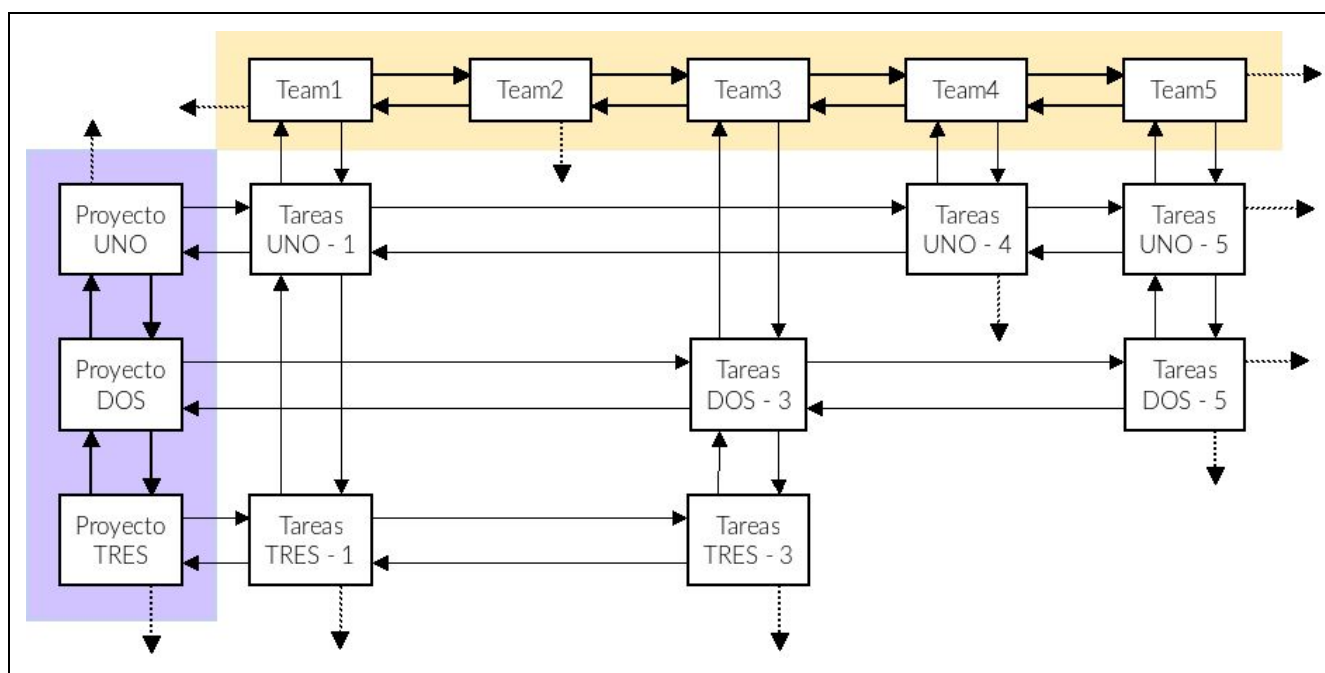 Team1
Team2
Team3
Team4
Team5
Proyecto
UNO
Tareas
UNO - 1
Tareas
UNO - 4
Tareas
UNO - 5
Proyecto
DOS
Tareas
DOS - 3
Tareas
DOS - 5
Proyecto
TRES
Tareas
TRES - 1
Tareas
TRES - 3